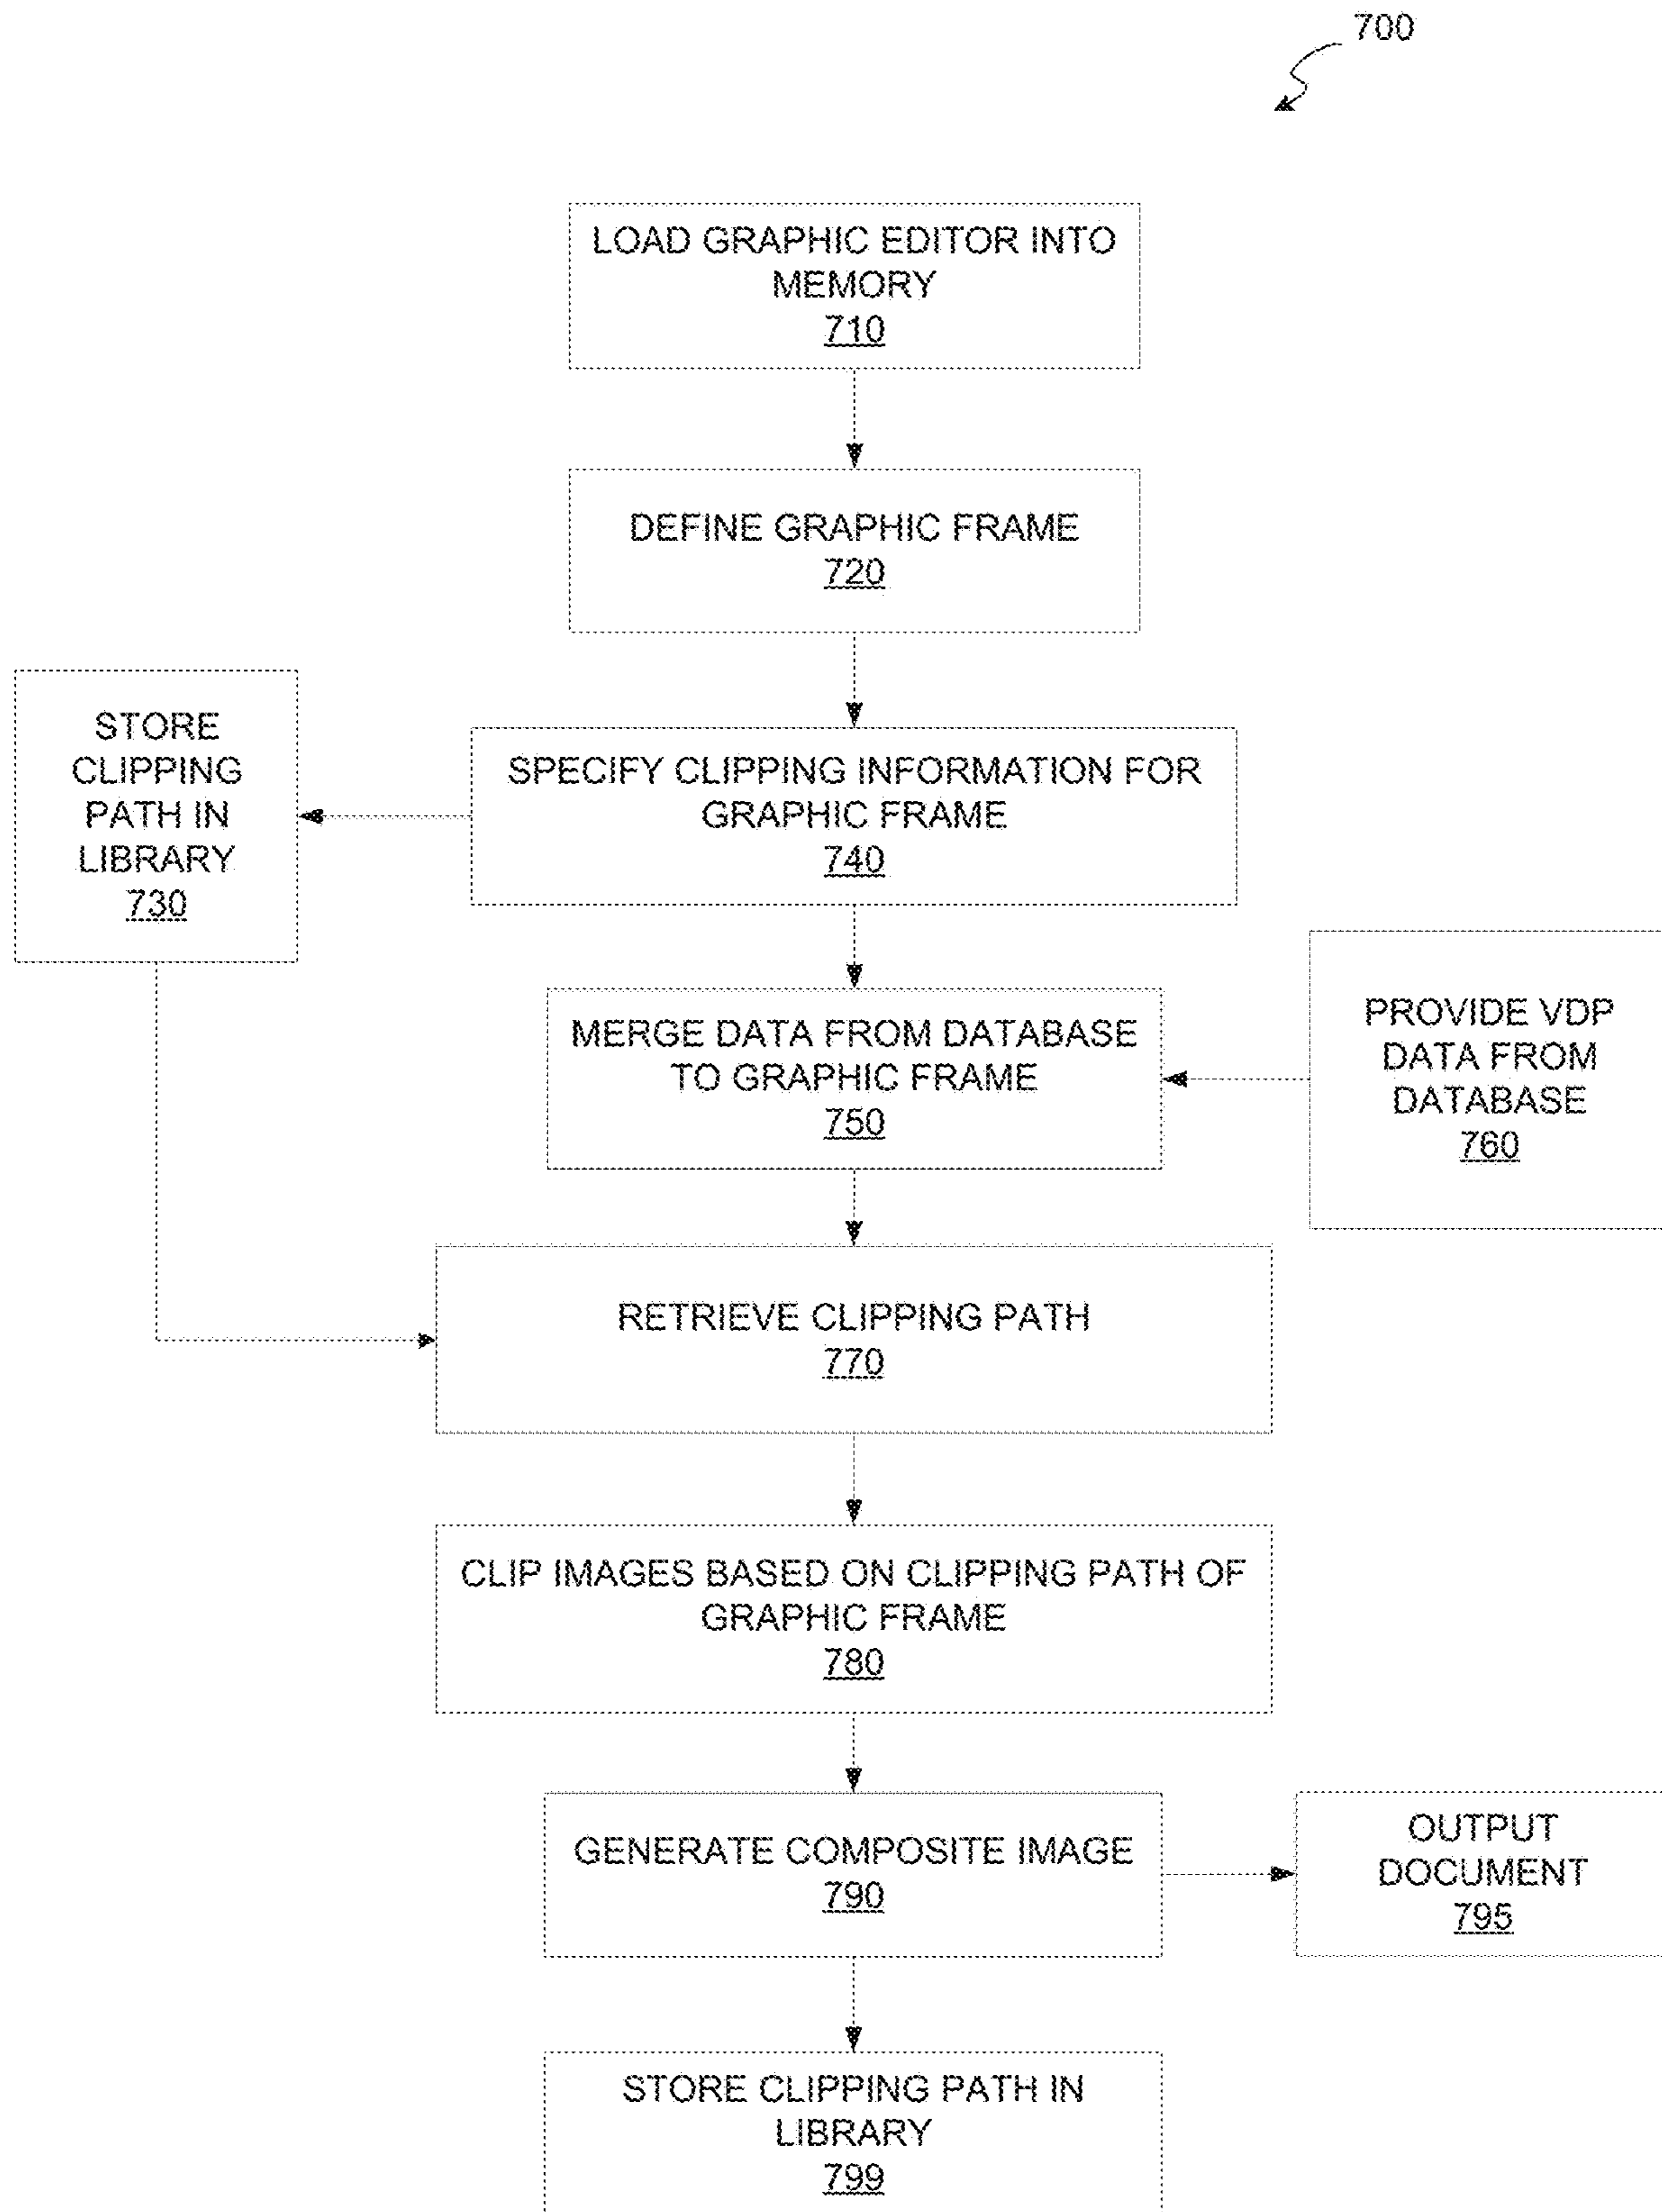 700
LOAD GRAPHIC EDITOR INTO
MEMORY
710
DEFINE GRAPHIC FRAME
720
STORE
CLIPPING
PATH IN
LIBRARY
730
SPECIFY CLIPPING INFORMATION FOR
GRAPHIC FRAME
740
MERGE DATA FROM DATABASE
TO GRAPHIC FRAME
750
PROVIDE VDP
DATA FROM
DATABASE
760
RETRIEVE CLIPPING PATH
770
CLIP IMAGES BASED ON CLIPPING PATH OF
GRAPHIC FRAME
780
GENERATE COMPOSITE IMAGE
790
OUTPUT
DOCUMENT
795
STORE CLIPPING PATH IN
LIBRARY
799